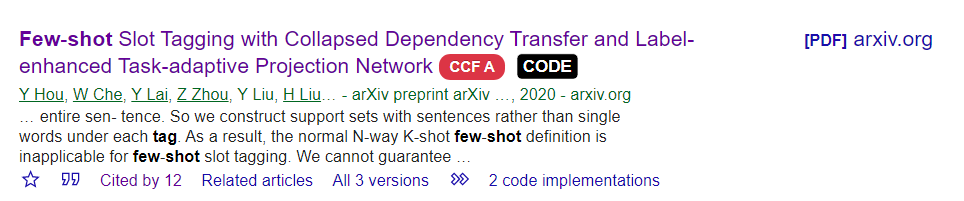 Few-shot Slot Tagging with Collapsed Dependency Transfer and Label-
enhanced Task-adaptive Projection Network CCF A CODE
[PDF] arxiv.org
Y Hou, W Che, Y Lai, Z Zhou, Y Liu, H Liu… - arXiv preprint arXiv …, 2020 - arxiv.org
… entire sen- tence. So we construct support sets with sentences rather than single
words under each tag. As a result, the normal N-way K-shot few-shot definition is
inapplicable for few-shot slot tagging. We cannot guarantee …
Cited by 12 Related articles All 3 versions 2 code implementations